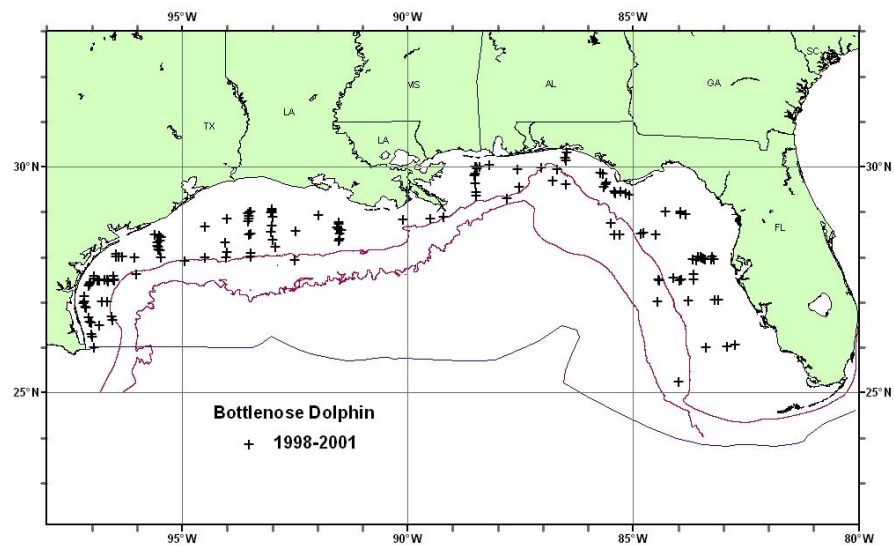 95°W 90°W 85°W
SC
MS AL GA
LA
TX
LA
30°N 30°N
FL
25°N 25°N
Bottlenose Dolphin
+ 1998-2001
95°W 90°W 85°W 80°W